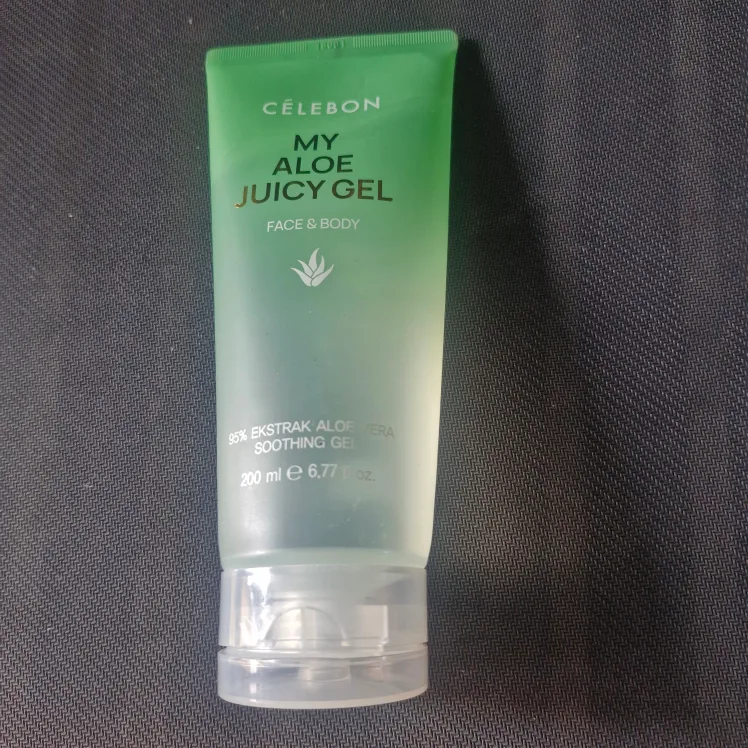 CÉLEBON
MY
ALOE
JUICY GEL
FACE & BODY
95% EKSTRAK ALOE VERA
SOOTHING GEL
200 ml ℮ 6,77 fl oz.